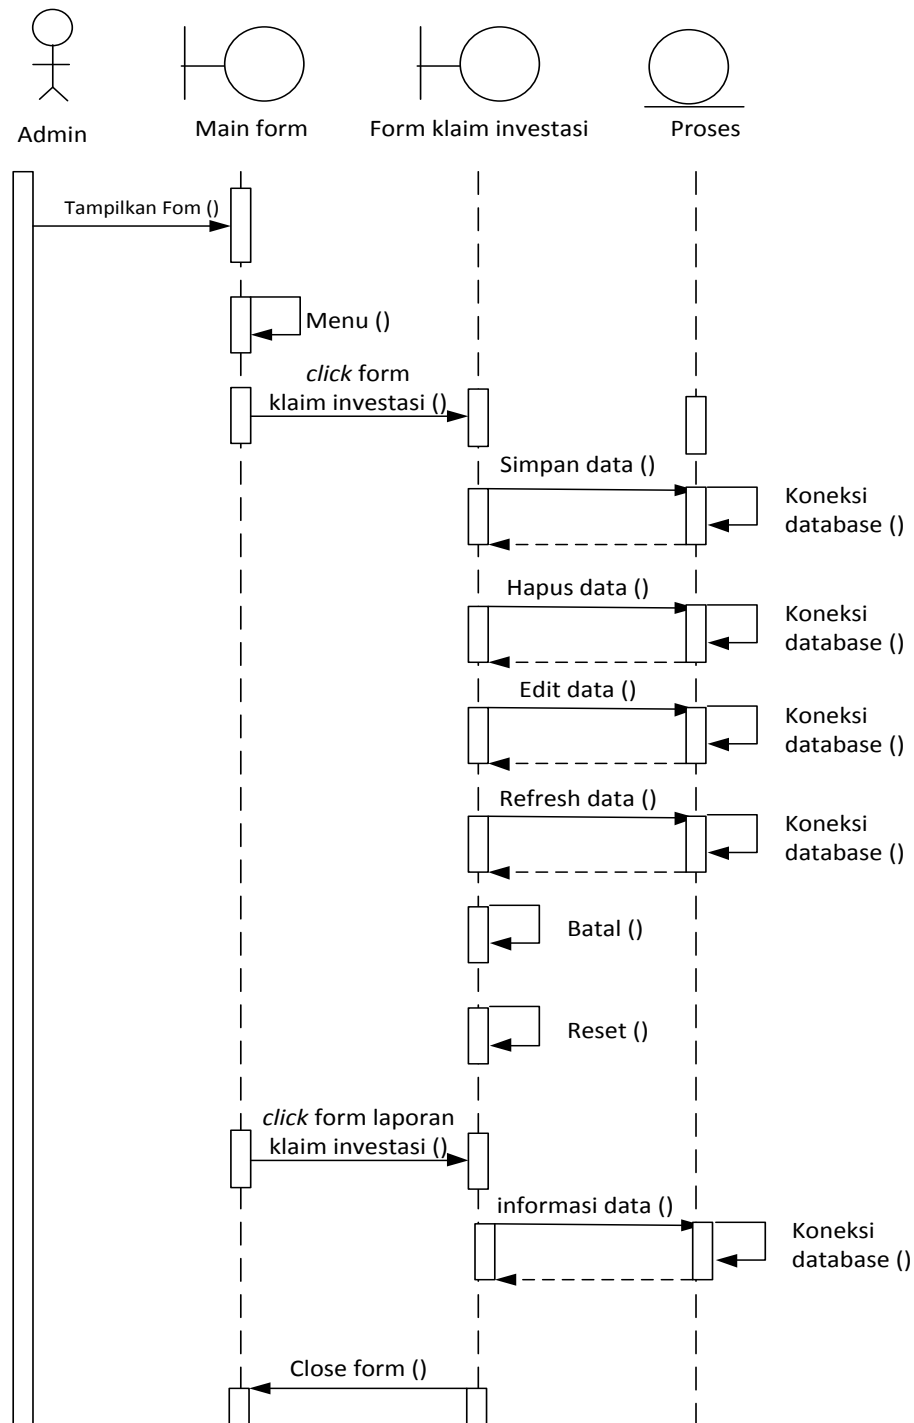 Admin
Main form
Form klaim investasi
Proses
Tampilkan Fom ()
Menu ()
click form
klaim investasi ()
Simpan data ()
Koneksi
database ()
Hapus data ()
Koneksi
database ()
Edit data ()
Koneksi
database ()
Refresh data ()
Koneksi
database ()
Batal ()
Reset ()
click form laporan
klaim investasi ()
informasi data ()
Koneksi
database ()
Close form ()